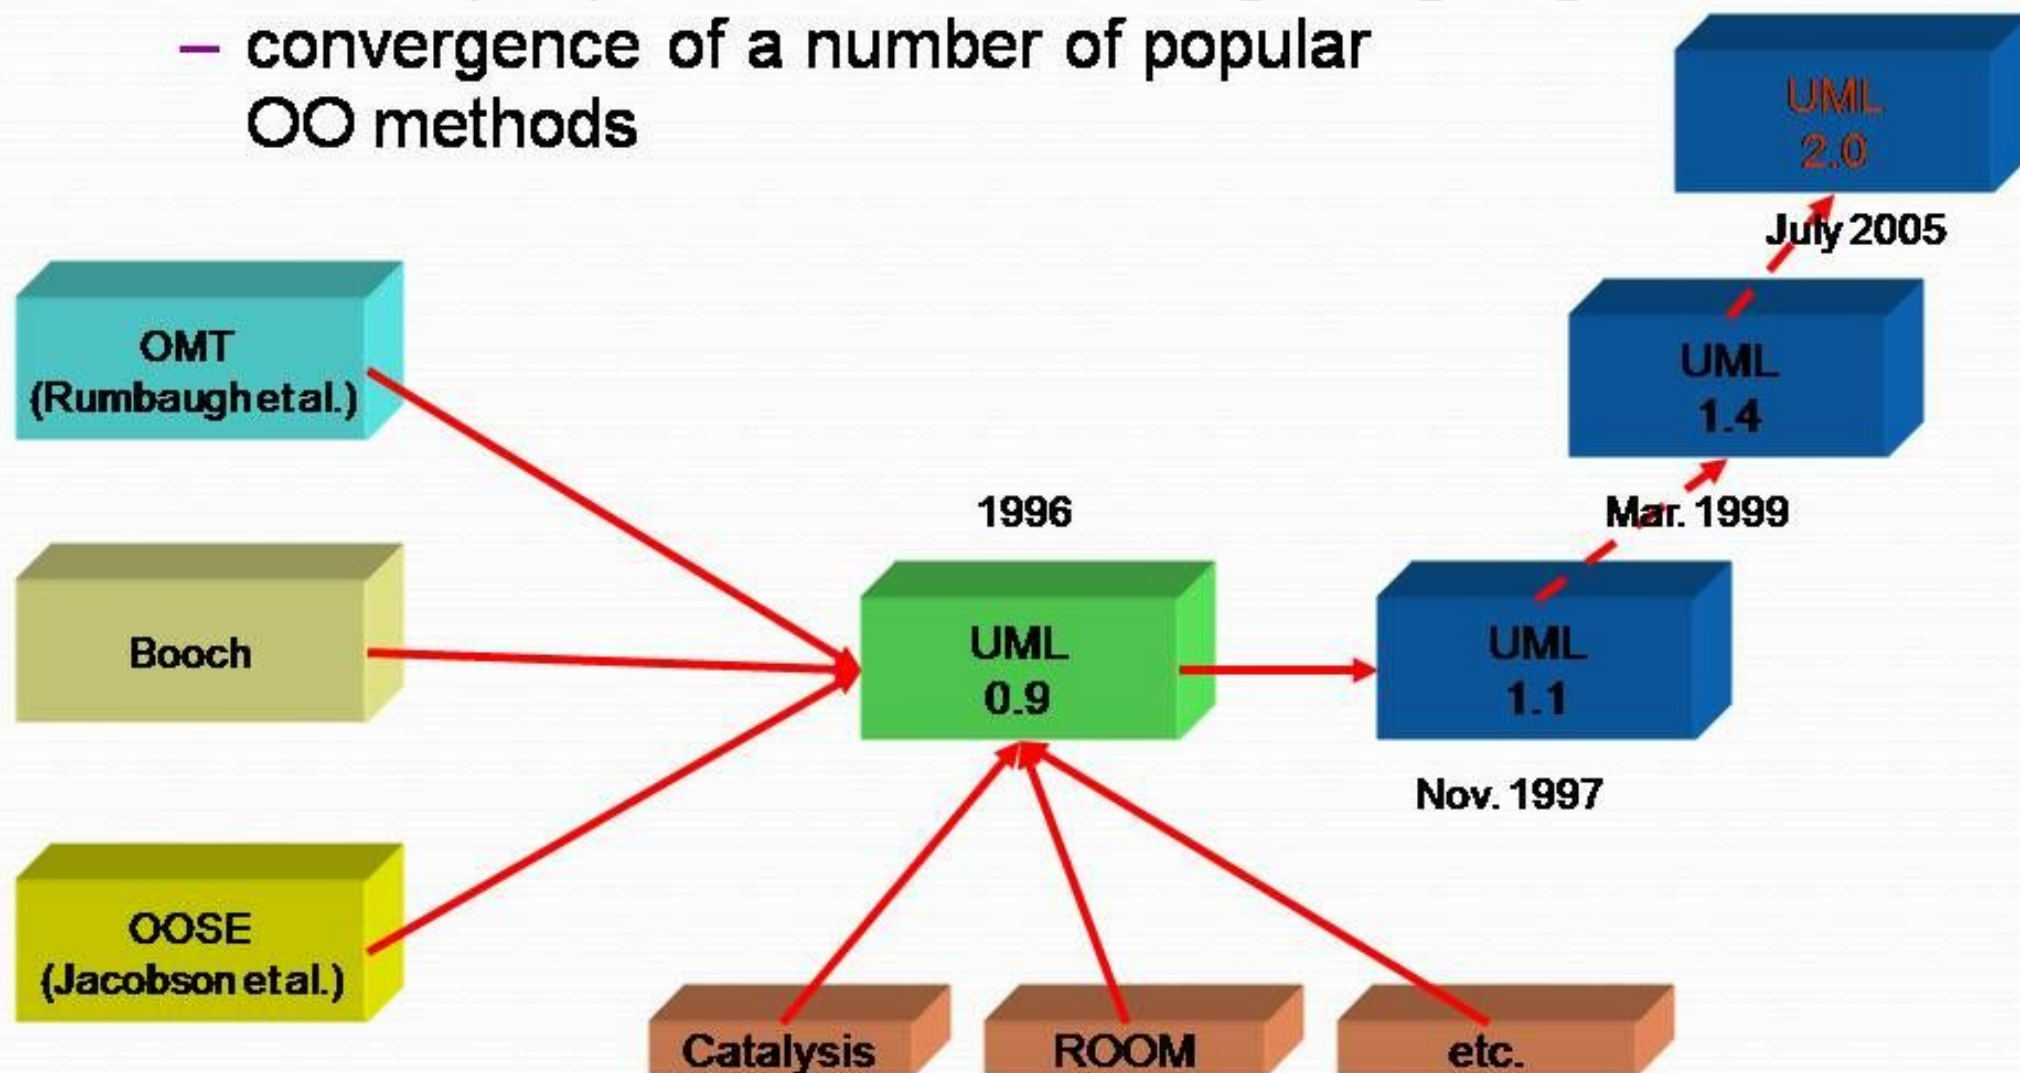 – convergence of a number of popular
OO methods
UML
2.0
July 2005
OMT
(Rumbaugh et al.)
UML
1.4
1996
Mar. 1999
Booch
UML
0.9
UML
1.1
Nov. 1997
OOSE
(Jacobson et al.)
Catalysis
ROOM
etc.